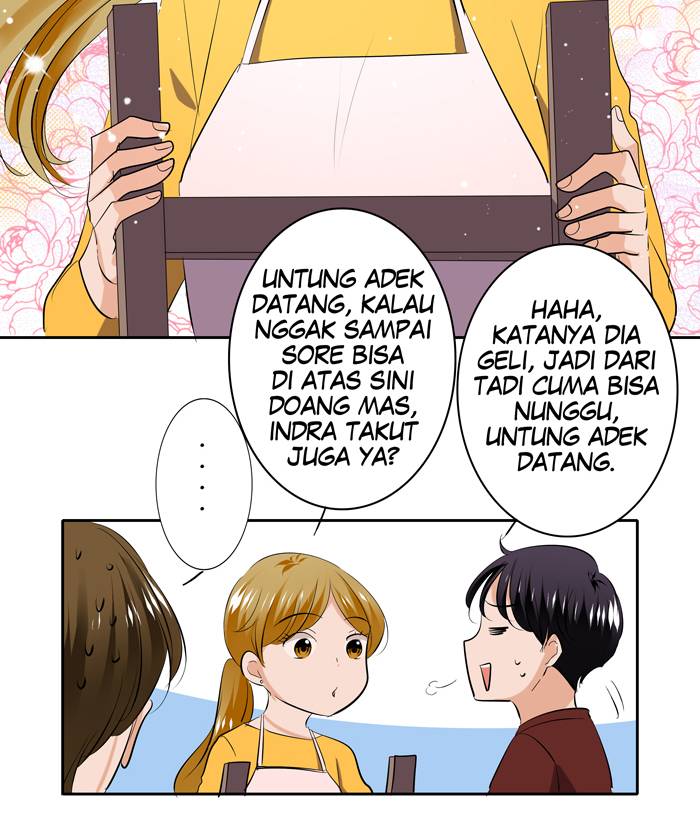 UNTUNG ADEK
DATANG, KALAU
NGGAK SAMPAI
SORE BISA
DI ATAS SINI
DOANG MAS,
INDRA TAKUT
JUGA YA?
HAHA,
KATANYA DIA
GELI, JADI DARI
TADI CUMA BISA
NUNGGU,
UNTUNG ADEK
DATANG.
. . . .